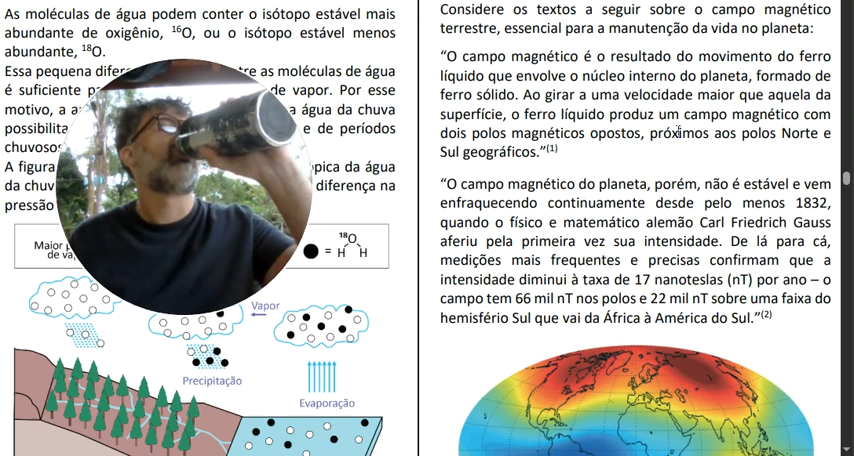 As moléculas de água podem conter o isótopo estável mais
abundante de oxigênio, ¹⁶O, ou o isótopo estável menos
abundante, ¹⁸O.
Essa pequena as moléculas de água
é suficiente de vapor. Por esse
motivo, a água da chuva
e de períodos
A figura da água
da chuva diferença na
pressão
Maior
¹⁸O
= H H
Vapor
Precipitação
Evaporação
Considere os textos a seguir sobre o campo magnético
terrestre, essencial para a manutenção da vida no planeta:
“O campo magnético é o resultado do movimento do ferro
líquido que envolve o núcleo interno do planeta, formado de
ferro sólido. Ao girar a uma velocidade maior que aquela da
superfície, o ferro líquido produz um campo magnético com
dois polos magnéticos opostos, próximos aos polos Norte e
Sul geográficos.”⁽¹⁾
“O campo magnético do planeta, porém, não é estável e vem
enfraquecendo continuamente desde pelo menos 1832,
quando o físico e matemático alemão Carl Friedrich Gauss
aferiu pela primeira vez sua intensidade. De lá para cá,
medições mais frequentes e precisas confirmam que a
intensidade diminui à taxa de 17 nanoteslas (nT) por ano – o
campo tem 66 mil nT nos polos e 22 mil nT sobre uma faixa do
hemisfério Sul que vai da África à América do Sul.”⁽²⁾